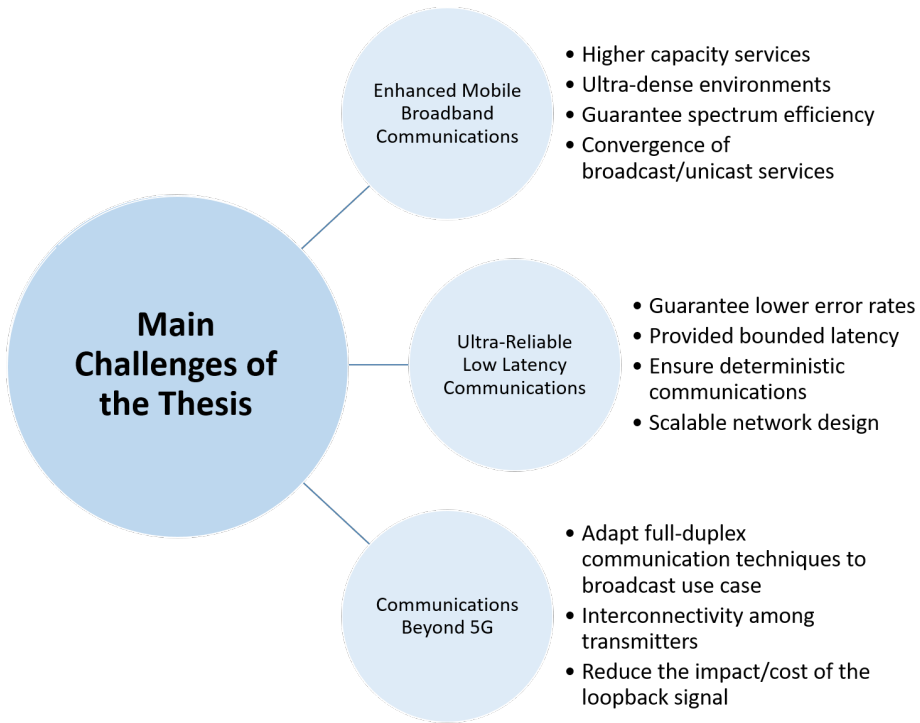 Main
Challenges of
the Thesis
Enhanced Mobile
Broadband
Communications
• Higher capacity services
• Ultra-dense environments
• Guarantee spectrum efficiency
• Convergence of
broadcast/unicast services
Ultra-Reliable
Low Latency
Communications
• Guarantee lower error rates
• Provided bounded latency
• Ensure deterministic
communications
• Scalable network design
Communications
Beyond 5G
• Adapt full-duplex
communication techniques to
broadcast use case
• Interconnectivity among
transmitters
• Reduce the impact/cost of the
loopback signal